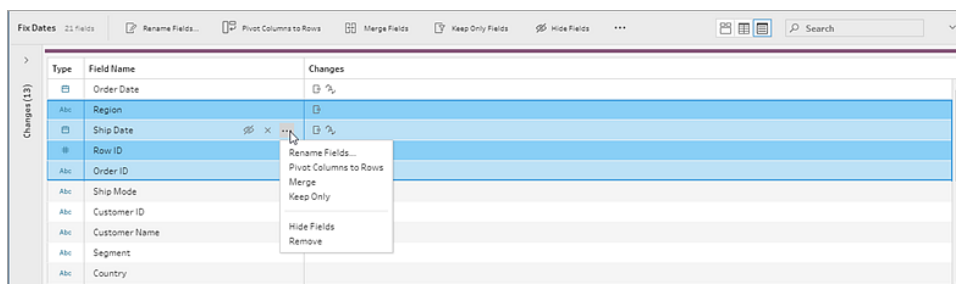 Fix Dates 21 fields Rename Fields... Pivot Columns to Rows Merge Fields Keep Only Fields Hide Fields ... Search
Changes (13)
Type Field Name Changes
Order Date
Abc Region
Ship Date
Row ID
Abc Order ID
Abc Ship Mode
Abc Customer ID
Abc Customer Name
Abc Segment
Abc Country
Rename Fields...
Pivot Columns to Rows
Merge
Keep Only
Hide Fields
Remove